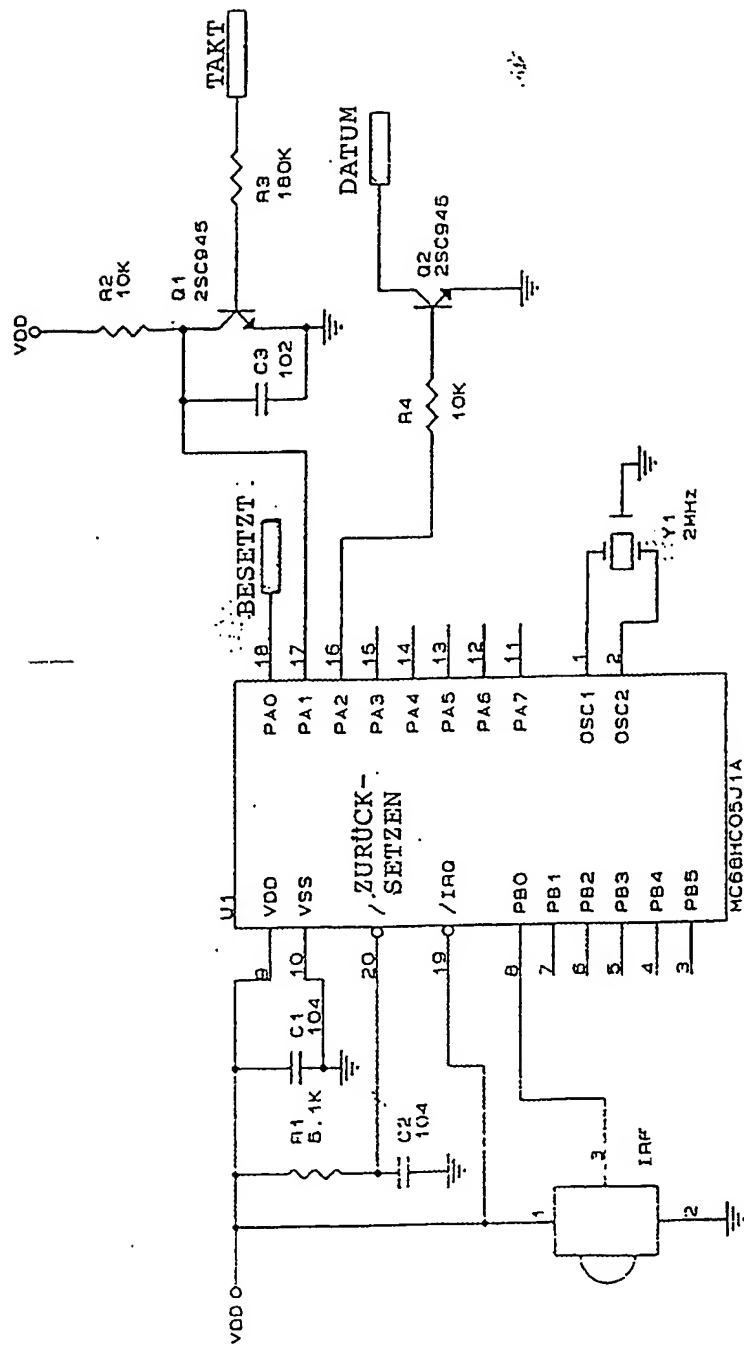 VDD
R2
10K
Q1
2SC945
TAKT
R3
180K
C3
102
DATUM
Q2
2SC945
R4
10K
BESETZT
U1
VDD
VSS
/ZURÜCK-
SETZEN
/IRQ
PB0
PB1
PB2
PB3
PB4
PB5
PA0
PA1
PA2
PA3
PA4
PA5
PA6
PA7
OSC1
OSC2
18
17
16
15
14
13
12
11
1
2
9
10
20
19
8
7
6
5
4
3
MC68HC05J1A
Y1
2MHz
VDD
R1
5.1K
C1
104
C2
104
1
2
3